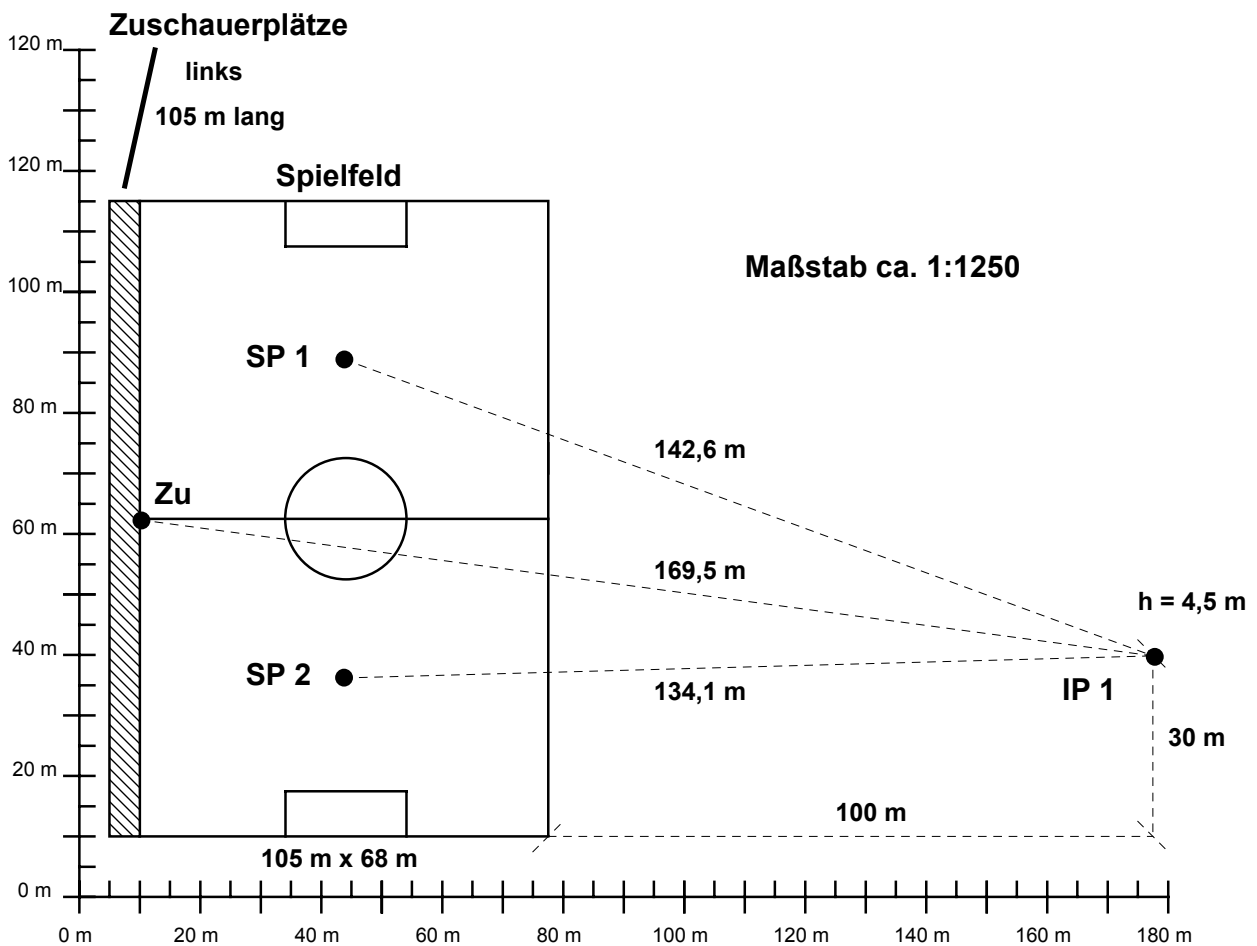 Zuschauerplätze
120 m
links
105 m lang
120 m
Spielfeld
Maßstab ca. 1:1250
100 m
SP 1
80 m
142,6 m
Zu
60 m
169,5 m
h = 4,5 m
40 m
SP 2
134,1 m
IP 1
30 m
20 m
100 m
105 m x 68 m
0 m
0 m 20 m 40 m 60 m 80 m 100 m 120 m 140 m 160 m 180 m